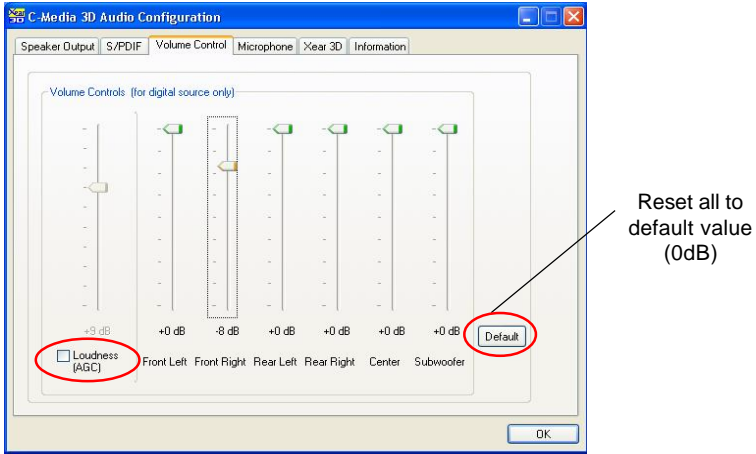 C-Media 3D Audio Configuration
Speaker Output S/PDIF Volume Control Microphone Xear 3D Information
Volume Controls (for digital source only)
+9 dB +0 dB -8 dB +0 dB +0 dB +0 dB +0 dB
Default
Loudness
(AGC)
Front Left Front Right Rear Left Rear Right Center Subwoofer
OK
Reset all to
default value
(0dB)